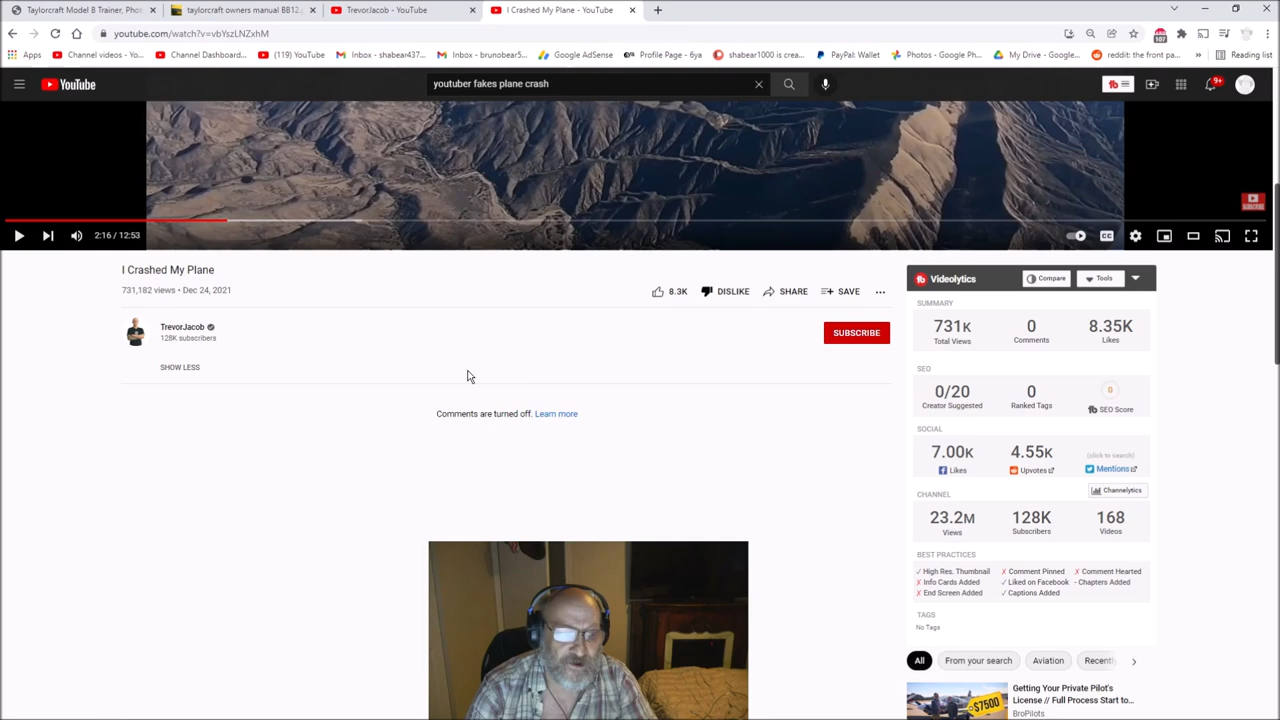 Taylorcraft Model B Trainer, Phot
taylorcraft owners manual BB12.
TrevorJacob - YouTube
I Crashed My Plane - YouTube
youtube.com/watch?v=vbYszLNZxhM
107
Apps
Channel videos - Yo...
Channel Dashboard...
(119) YouTube
Inbox - shabear437...
Inbox - brunobear5...
Google AdSense
Profile Page - 6ya
shabear1000 is crea...
PayPal Wallet
Photos - Google Ph...
My Drive - Google...
reddit: the front pa...
»
Reading list
YouTube
youtuber fakes plane crash
9+
SUBSCRIBE
2:16 / 12:53
CC
I Crashed My Plane
731,182 views • Dec 24, 2021
8.3K
DISLIKE
SHARE
SAVE
TrevorJacob
128K subscribers
SUBSCRIBE
SHOW LESS
Comments are turned off. Learn more
tb Videolytics
Compare
Tools
SUMMARY
731K
0
8.35K
Total Views
Comments
Likes
SEO
0/20
0
0
Creator Suggested
Ranked Tags
SEO Score
SOCIAL
7.00K
4.55K
(click to search)
Likes
Upvotes
Mentions
CHANNEL
Channelytics
23.2M
128K
168
Views
Subscribers
Videos
BEST PRACTICES
✓ High Res. Thumbnail
✗ Comment Pinned
✗ Comment Hearted
✗ Info Cards Added
✓ Liked on Facebook
- Chapters Added
✗ End Screen Added
✓ Captions Added
TAGS
No Tags
All
From your search
Aviation
Recent
Getting Your Private Pilot's
License // Full Process Start to...
BroPilots
$7500